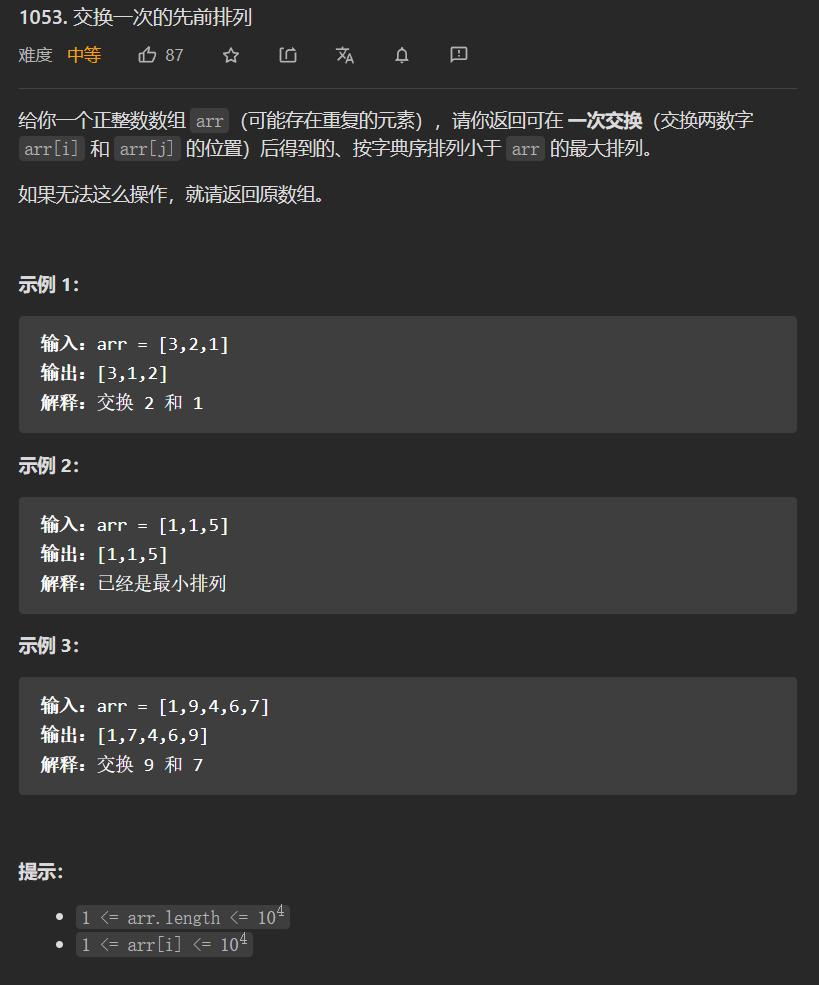 1053. 交换一次的先前排列
难度 中等 87
给你一个正整数数组 arr（可能存在重复的元素），请你返回可在 一次交换（交换两数字
arr[i] 和 arr[j] 的位置）后得到的、按字典序排列小于 arr 的最大排列。
如果无法这么操作，就请返回原数组。
示例 1：
输入：arr = [3,2,1]
输出：[3,1,2]
解释：交换 2 和 1
示例 2：
输入：arr = [1,1,5]
输出：[1,1,5]
解释：已经是最小排列
示例 3：
输入：arr = [1,9,4,6,7]
输出：[1,7,4,6,9]
解释：交换 9 和 7
提示：
• 1 <= arr.length <= 10⁴
• 1 <= arr[i] <= 10⁴